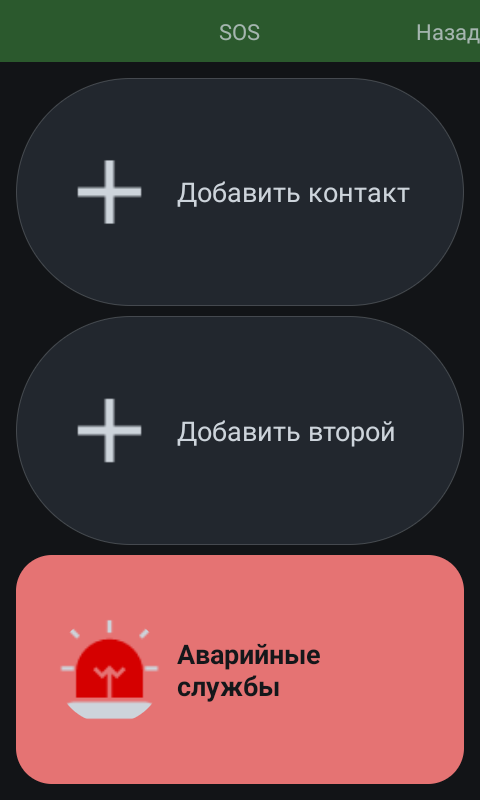 SOS
Назад
Добавить контакт
Добавить второй
Аварийные
службы